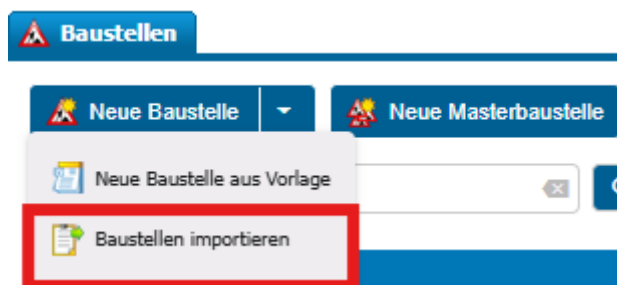 Baustellen
Neue Baustelle
Neue Masterbaustelle
Neue Baustelle aus Vorlage
Baustellen importieren